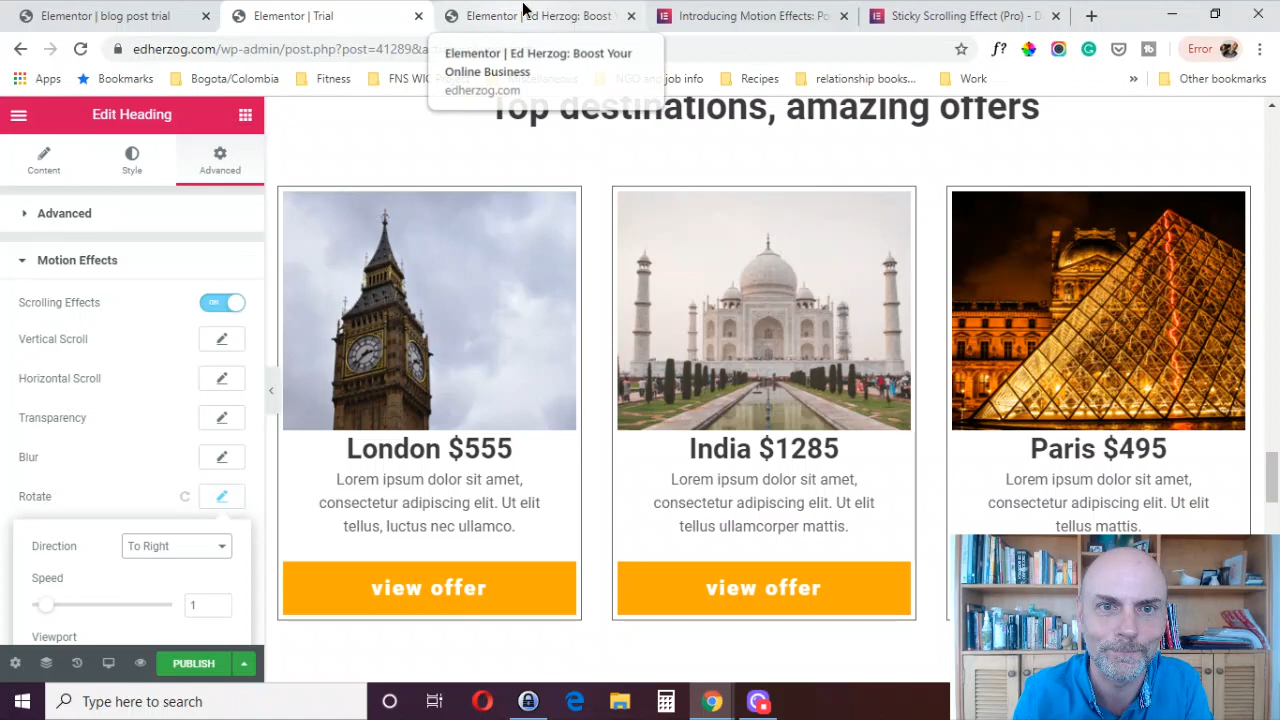 Elementor | blog post trial
Elementor | Trial
Elementor | Ed Herzog: Boost Y
Introducing Motion Effects: Po
Sticky Scrolling Effect (Pro) - D
edherzog.com/wp-admin/post.php?post=41289&a
Error
Elementor | Ed Herzog: Boost Your
Online Business
edherzog.com
Apps
Bookmarks
Bogota/Colombia
Fitness
FNS WIC
NGO and job info
Recipes
relationship books...
Work
Other bookmarks
Edit Heading
Content
Style
Advanced
Advanced
Motion Effects
Scrolling Effects
ON
Vertical Scroll
Horizontal Scroll
Transparency
Blur
Rotate
Direction
To Right
Speed
1
Viewport
PUBLISH
Top destinations, amazing offers
London $555
Lorem ipsum dolor sit amet,
consectetur adipiscing elit. Ut elit
tellus, luctus nec ullamco.
view offer
India $1285
Lorem ipsum dolor sit amet,
consectetur adipiscing elit. Ut elit
tellus ullamcorper mattis.
view offer
Paris $495
Lorem ipsum dolor sit amet,
consectetur adipiscing elit. Ut elit
tellus mattis.
Type here to search